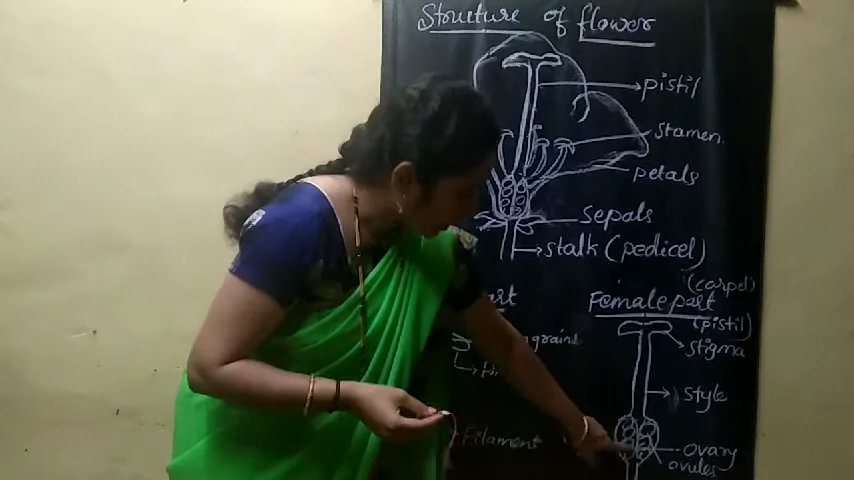 Structure of flower
pistil
stamen.
petals
sepals
stalk (pedicel)
(carpel)
Female part
(pistil)
stigma
style
Filament
ovary
ovules